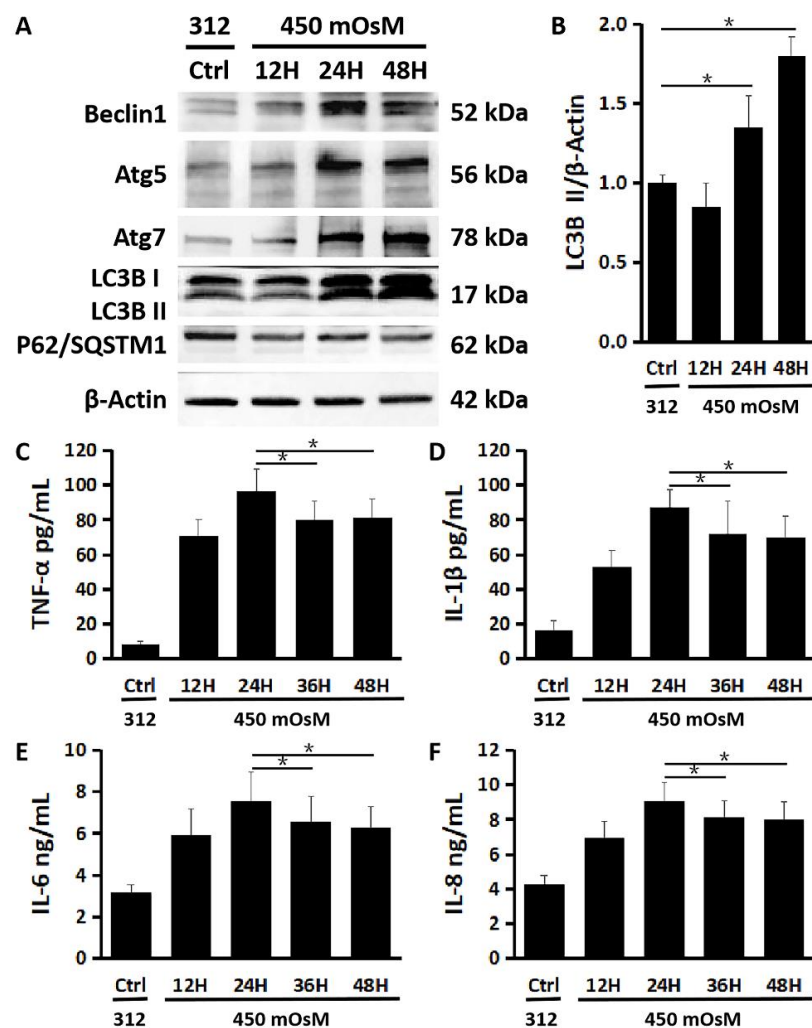 A
312 450 mOsM
Ctrl 12H 24H 48H
Beclin1 52 kDa
Atg5 56 kDa
Atg7 78 kDa
LC3B I
LC3B II
17 kDa
P62/SQSTM1 62 kDa
β-Actin 42 kDa
B
LC3B II/β-Actin
2.0
1.5
1.0
0.5
0.0
*
*
Ctrl 12H 24H 48H
312 450 mOsM
C
TNF-α pg/mL
120
100
80
60
40
20
0
*
*
Ctrl 12H 24H 36H 48H
312 450 mOsM
D
IL-1β pg/mL
120
100
80
60
40
20
0
*
*
Ctrl 12H 24H 36H 48H
312 450 mOsM
E
IL-6 ng/mL
10
8
6
4
2
0
*
*
Ctrl 12H 24H 36H 48H
312 450 mOsM
F
IL-8 ng/mL
12
10
8
6
4
2
0
*
*
Ctrl 12H 24H 36H 48H
312 450 mOsM